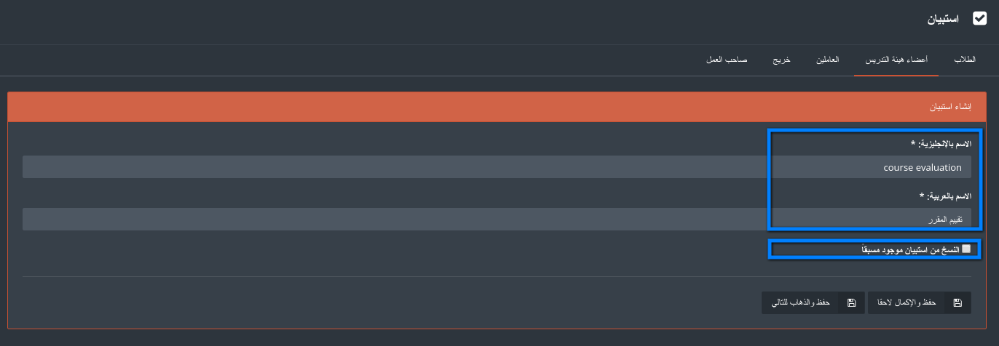 استبيان
الطلاب أعضاء هيئة التدريس العاملين خريج صاحب العمل
إنشاء استبيان
الاسم بالإنجليزية: *
course evaluation
الاسم بالعربية: *
تقييم المقرر
النسخ من استبيان موجود مسبقاً
حفظ والإكمال لاحقا حفظ والذهاب للتالي